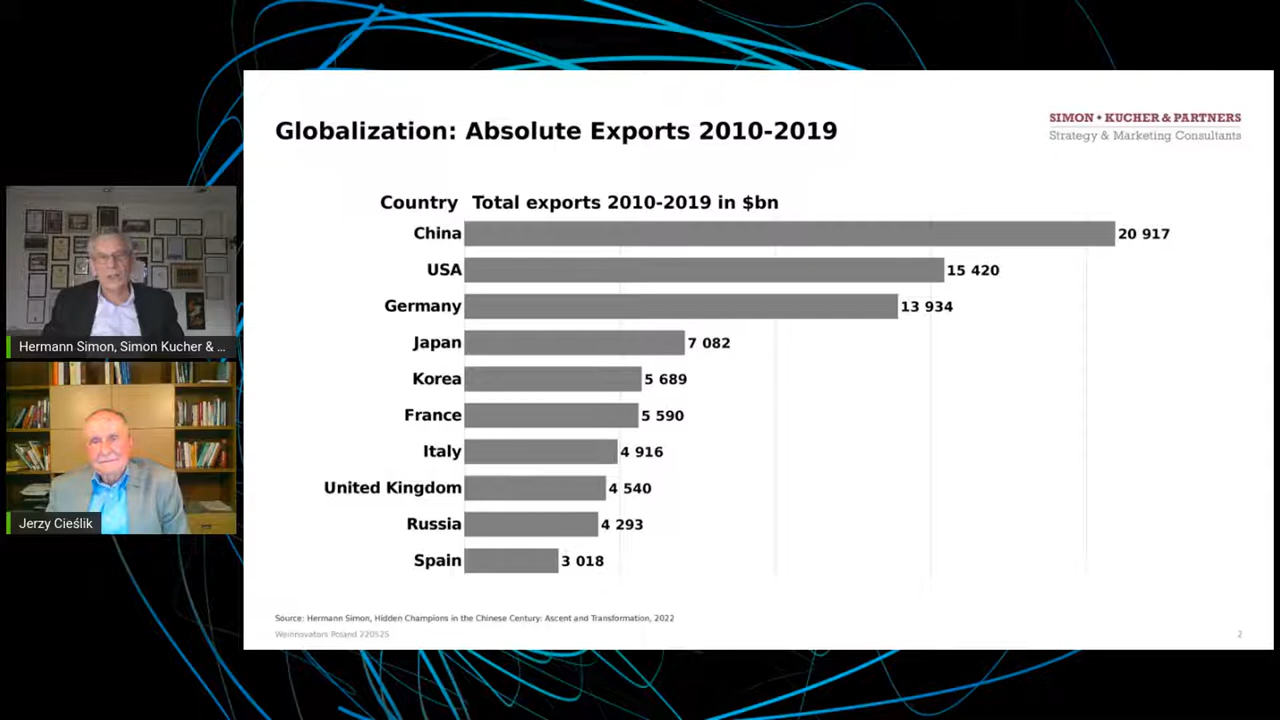 Globalization: Absolute Exports 2010-2019
SIMON • KUCHER & PARTNERS
Strategy & Marketing Consultants
Country Total exports 2010-2019 in $bn
China 20 917
USA 15 420
Germany 13 934
Japan 7 082
Korea 5 689
France 5 590
Italy 4 916
United Kingdom 4 540
Russia 4 293
Spain 3 018
Source: Hermann Simon, Hidden Champions in the Chinese Century: Ascent and Transformation, 2022
Weinnovators Poland 220525
2
Hermann Simon, Simon Kucher & ...
Jerzy Cieślik